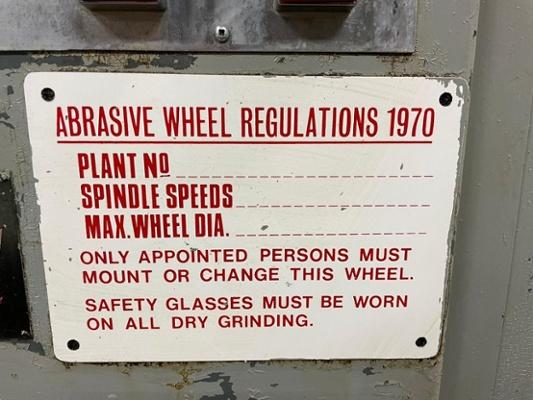 ABRASIVE WHEEL REGULATIONS 1970
PLANT Nº
SPINDLE SPEEDS
MAX. WHEEL DIA.
ONLY APPOINTED PERSONS MUST
MOUNT OR CHANGE THIS WHEEL.
SAFETY GLASSES MUST BE WORN
ON ALL DRY GRINDING.